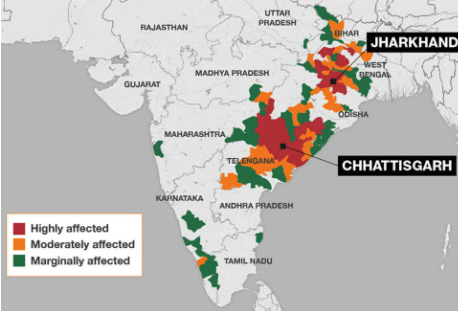 UTTAR
PRADESH
RAJASTHAN
BIHAR
JHARKHAND
WEST
BENGAL
MADHYA PRADESH
GUJARAT
ODISHA
MAHARASHTRA
TELENGANA
CHHATTISGARH
KARNATAKA
ANDHRA PRADESH
Highly affected
Moderately affected
Marginally affected
TAMIL NADU